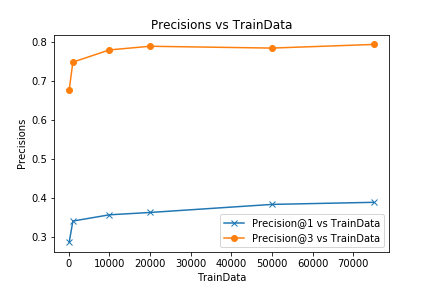 Precisions vs TrainData
0.8
0.7
0.6
0.5
0.4
0.3
Precisions
Precision@1 vs TrainData
Precision@3 vs TrainData
0 10000 20000 30000 40000 50000 60000 70000
TrainData